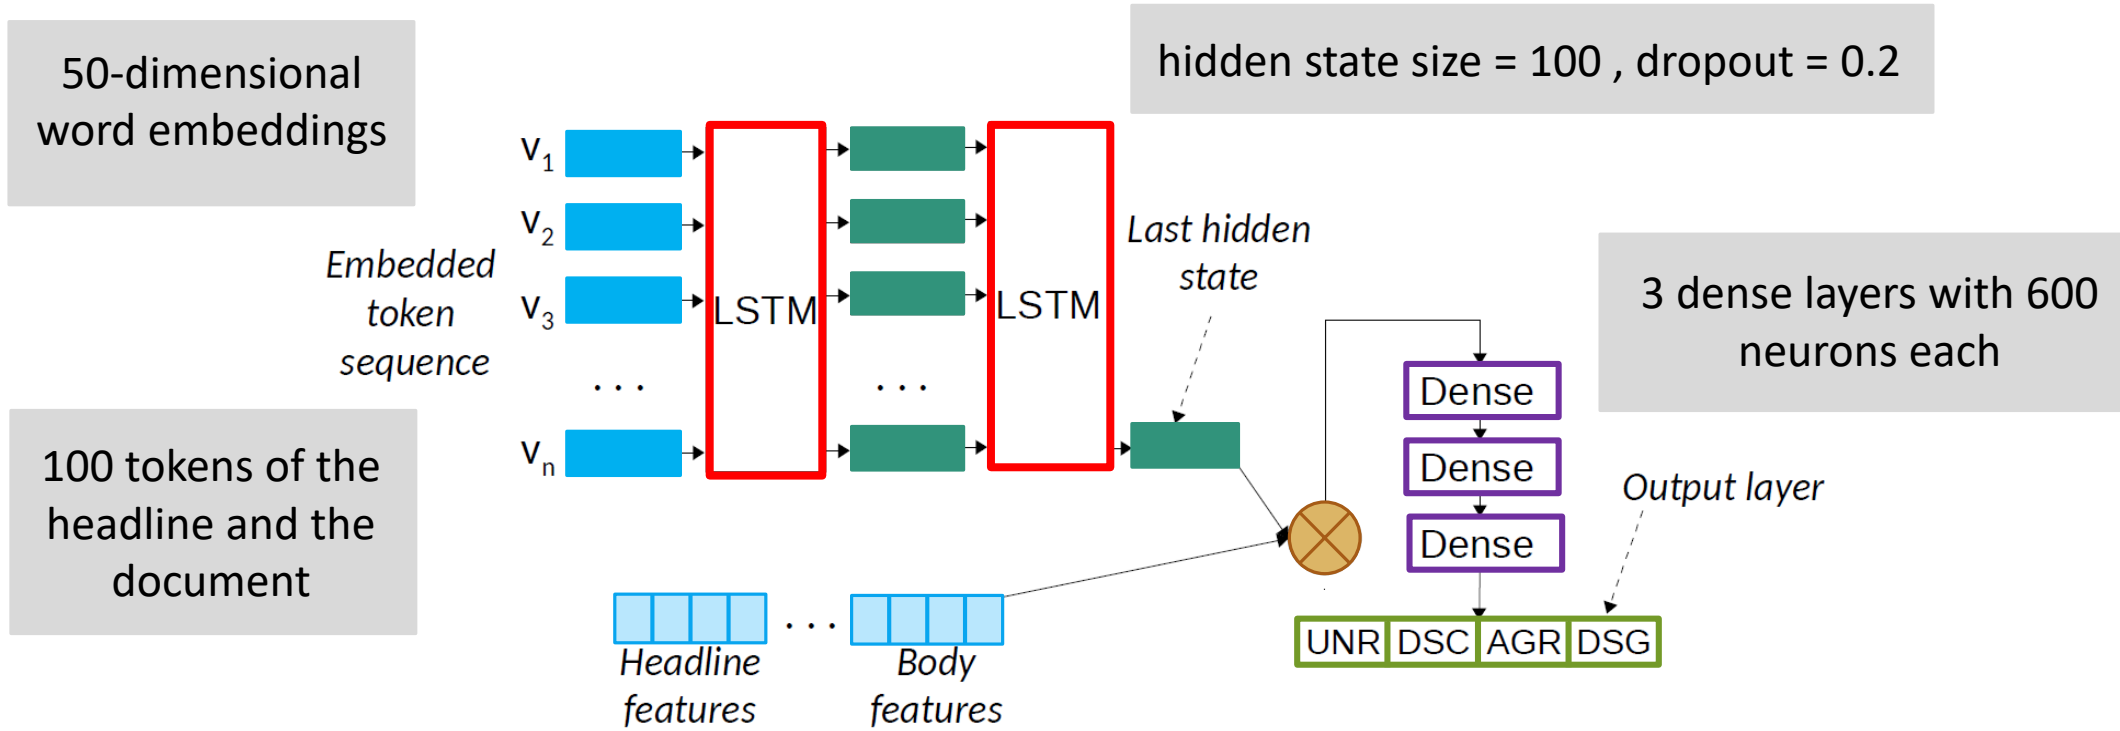 50-dimensional
word embeddings
hidden state size = 100 , dropout = 0.2
v1
v2
v3
. . .
vn
Embedded
token
sequence
LSTM
. . .
LSTM
Last hidden
state
3 dense layers with 600
neurons each
100 tokens of the
headline and the
document
Dense
Dense
Dense
Output layer
UNR DSC AGR DSG
. . .
Headline
features
Body
features